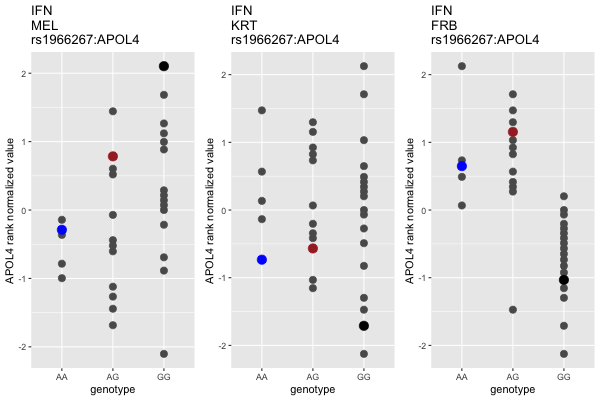 IFN
MEL
rs1966267:APOL4
APOL4 rank normalized value
2
1
0
-1
-2
AA AG GG
genotype
IFN
KRT
rs1966267:APOL4
APOL4 rank normalized value
2
1
0
-1
-2
AA AG GG
genotype
IFN
FRB
rs1966267:APOL4
APOL4 rank normalized value
2
1
0
-1
-2
AA AG GG
genotype